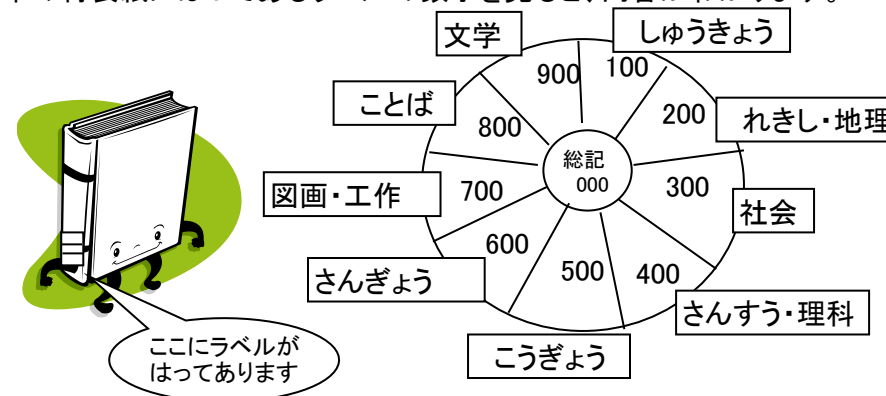 文学
しゅうきょう
900
100
ことば
800
200
れきし・地理
総記
000
図画・工作
700
300
社会
600
さんぎょう
500
400
さんすう・理科
こうぎょう
ここにラベルが
はってあります